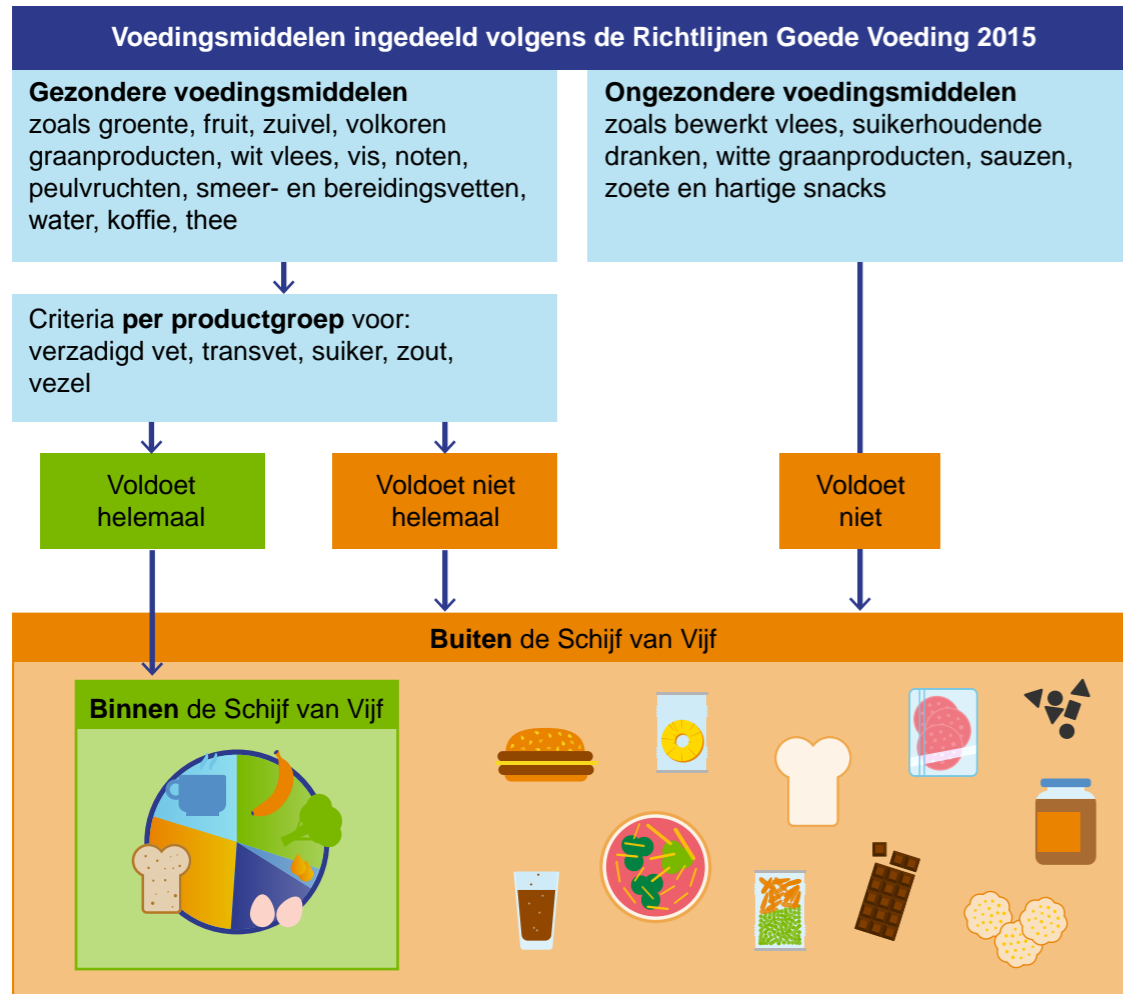 Voedingsmiddelen ingedeeld volgens de Richtlijnen Goede Voeding 2015
Gezondere voedingsmiddelen
zoals groente, fruit, zuivel, volkoren
graanproducten, wit vlees, vis, noten,
peulvruchten, smeer- en bereidingsvetten,
water, koffie, thee
Ongezondere voedingsmiddelen
zoals bewerkt vlees, suikerhoudende
dranken, witte graanproducten, sauzen,
zoete en hartige snacks
Criteria per productgroep voor:
verzadigd vet, transvet, suiker, zout,
vezel
Voldoet
helemaal
Voldoet niet
helemaal
Voldoet
niet
Buiten de Schijf van Vijf
Binnen de Schijf van Vijf